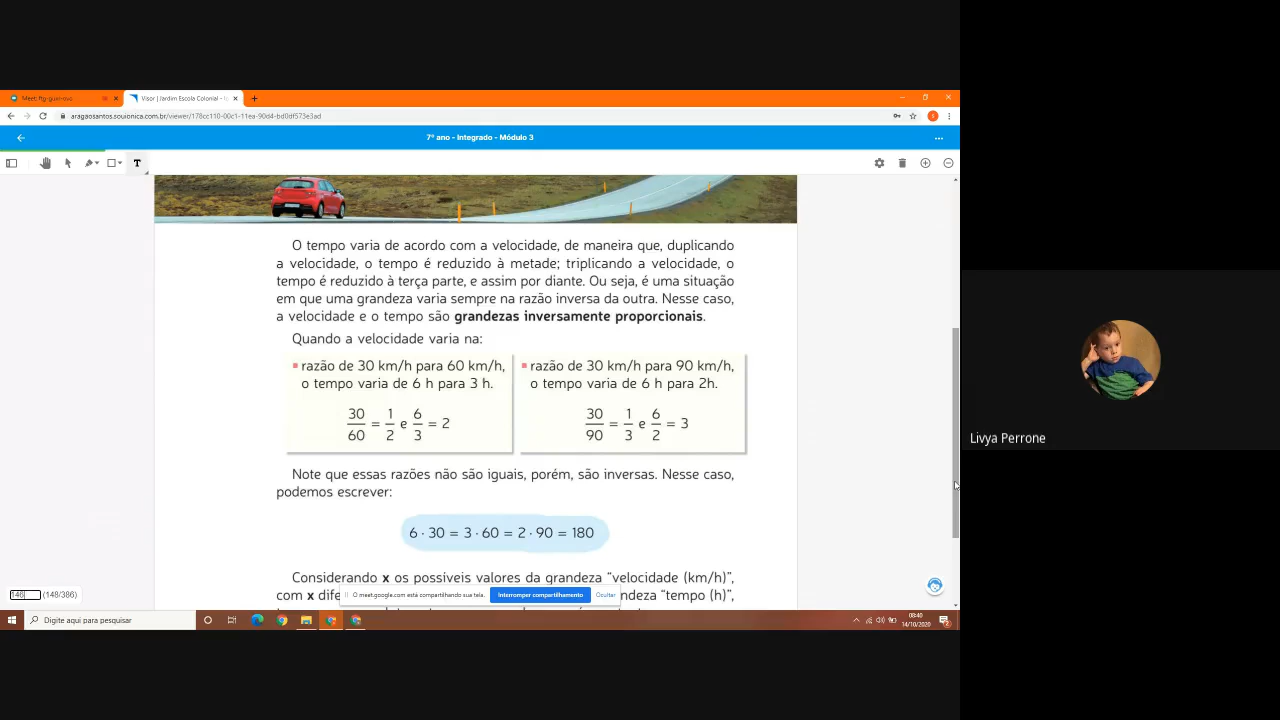 Visor | Jardim Escola Colonial -
aragaosantos.souionica.com.br/viewer/178cc110-00c1-11ea-90d4-bd0df573e3ad
7º ano - Integrado - Módulo 3
T
O tempo varia de acordo com a velocidade, de maneira que, duplicando
a velocidade, o tempo é reduzido à metade; triplicando a velocidade, o
tempo é reduzido à terça parte, e assim por diante. Ou seja, é uma situação
em que uma grandeza varia sempre na razão inversa da outra. Nesse caso,
a velocidade e o tempo são grandezas inversamente proporcionais.
Quando a velocidade varia na:
razão de 30 km/h para 60 km/h,
o tempo varia de 6 h para 3 h.
30/60 = 1/2 e 6/3 = 2
razão de 30 km/h para 90 km/h,
o tempo varia de 6 h para 2h.
30/90 = 1/3 e 6/2 = 3
Note que essas razões não são iguais, porém, são inversas. Nesse caso,
podemos escrever:
6 · 30 = 3 · 60 = 2 · 90 = 180
Considerando x os possíveis valores da grandeza “velocidade (km/h)”,
com x dife
ndeza “tempo (h)”,
146 (148/386)
O meet.google.com está compartilhando sua tela.
Interromper compartilhamento
Ocultar
Digite aqui para pesquisar
08:40
14/10/2020
Livya Perrone